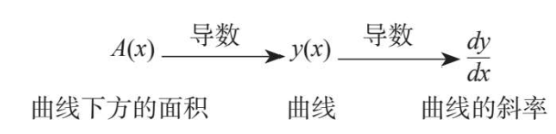 导数 导数
A(x) y(x) dy/dx
曲线下方的面积 曲线 曲线的斜率